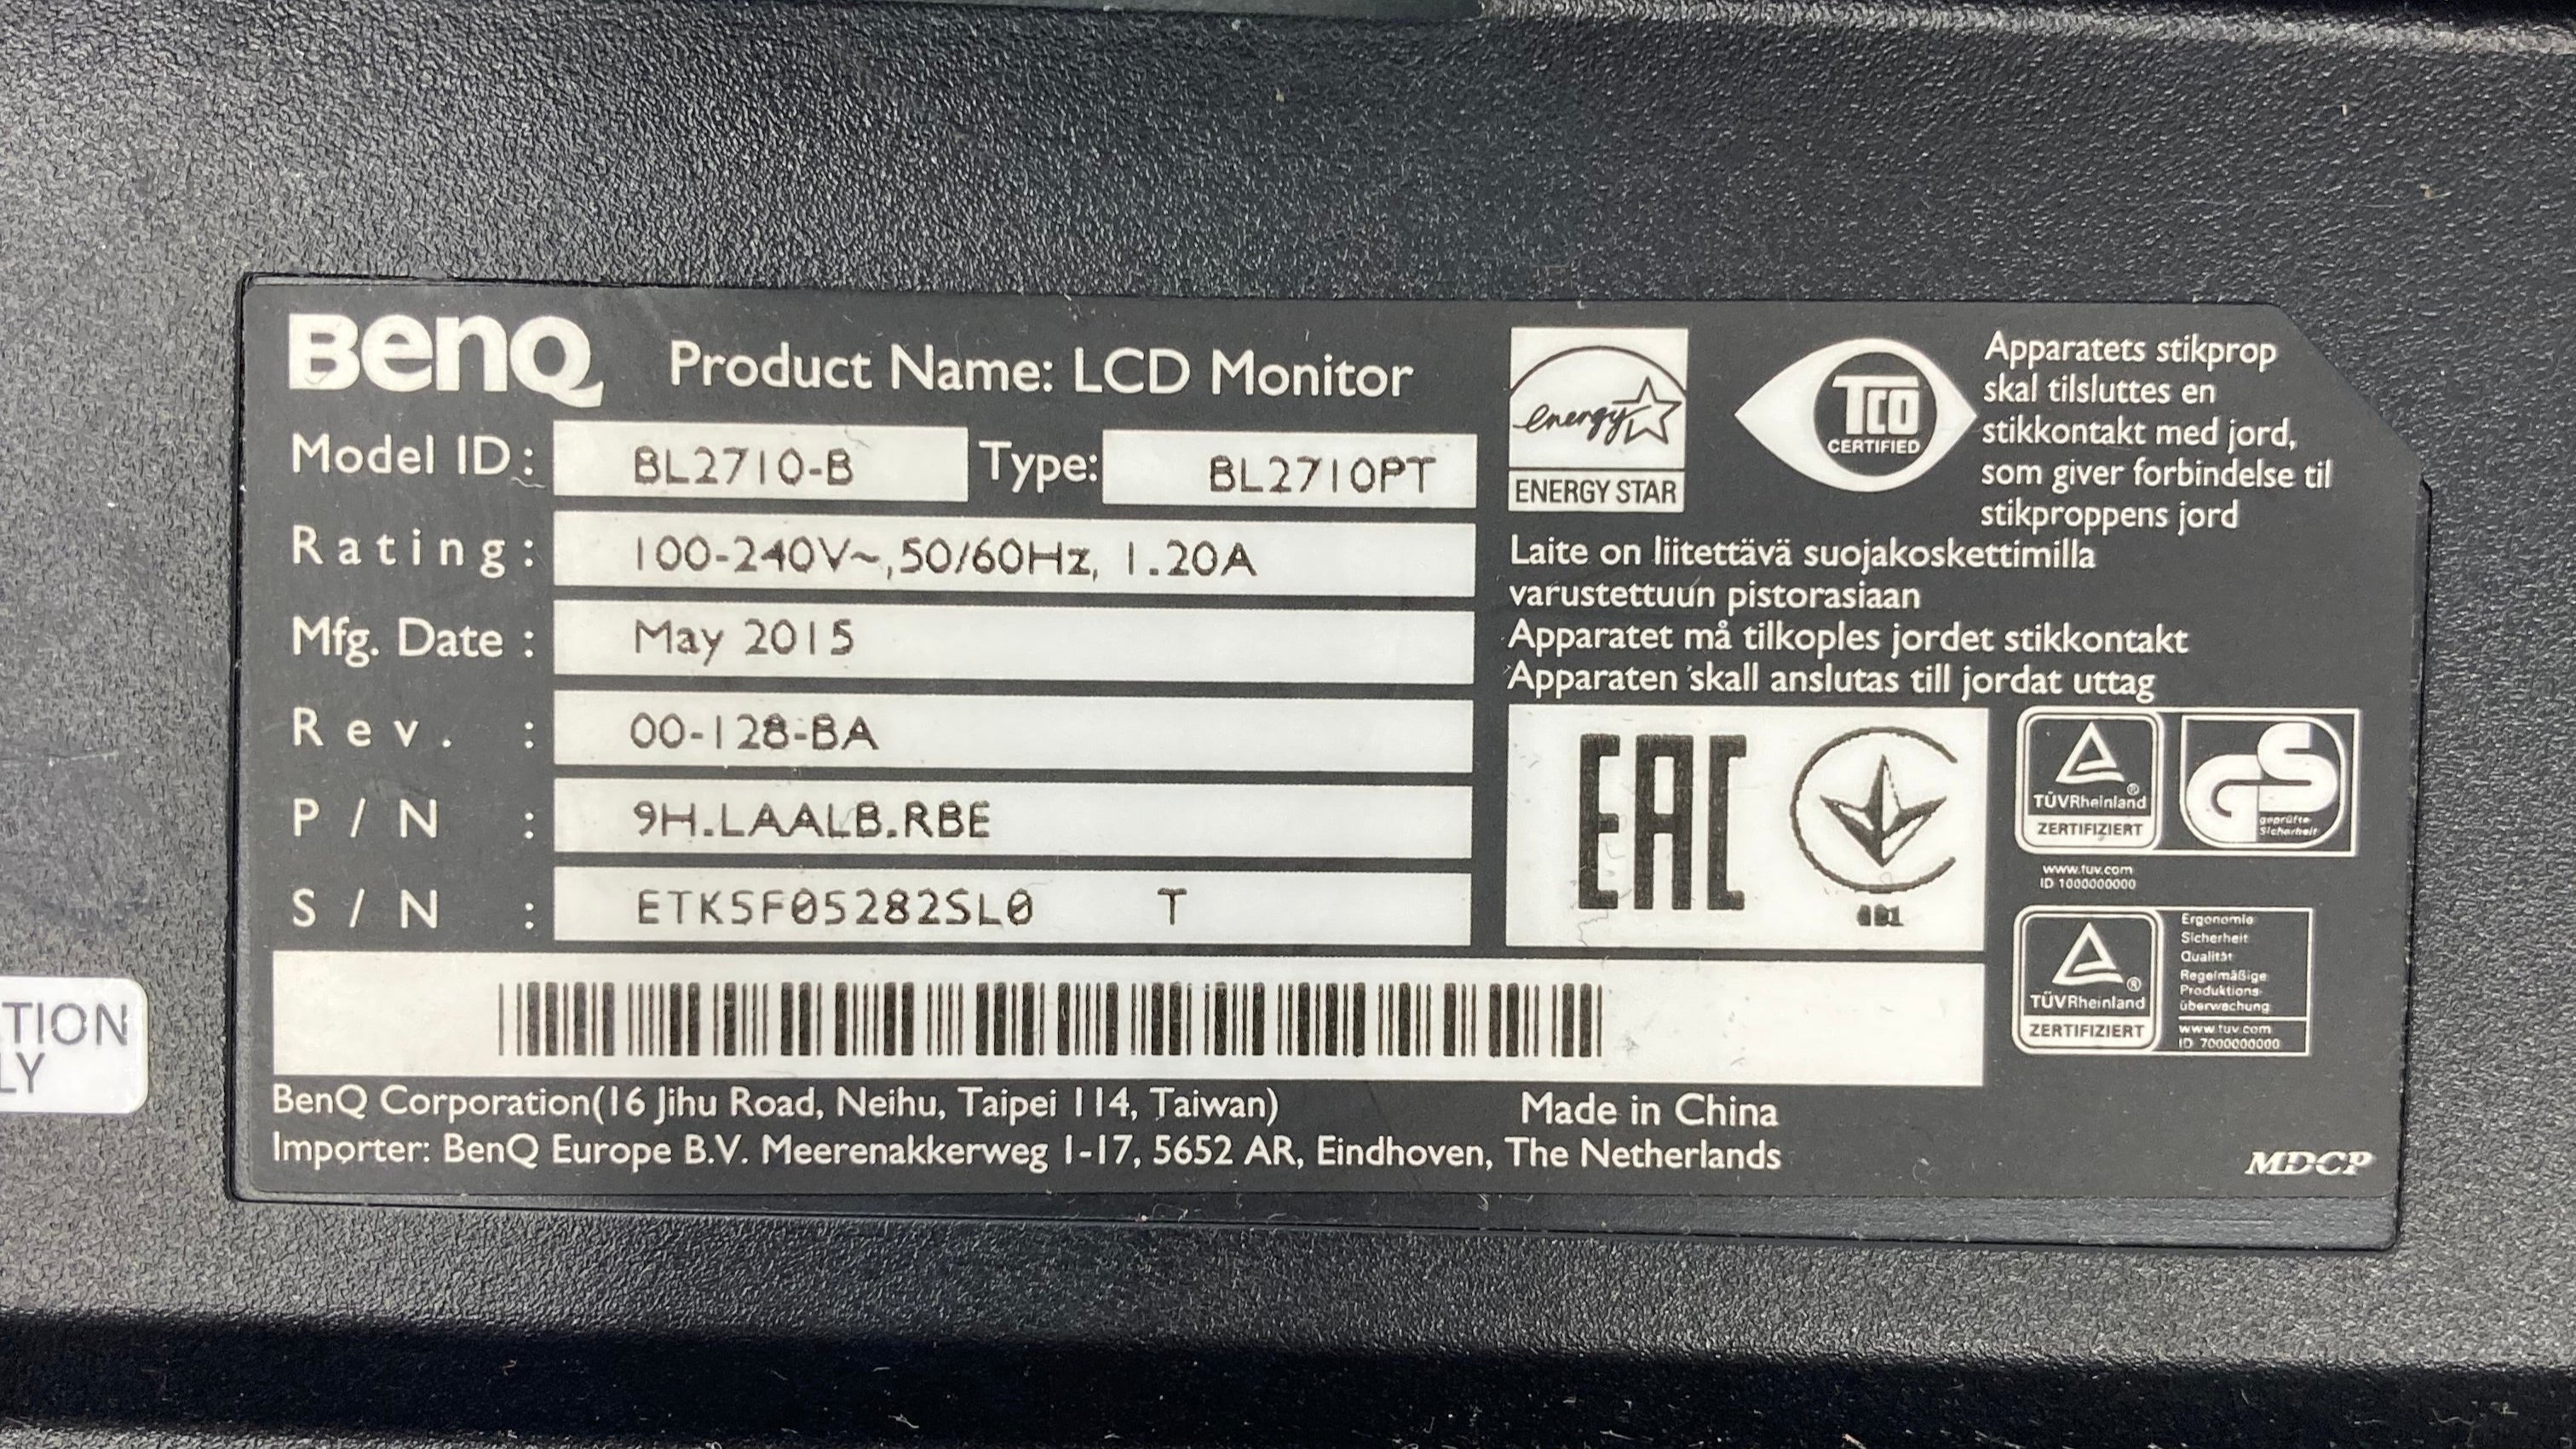 BenQ Product Name: LCD Monitor
Model ID: BL2710-B Type: BL2710PT
Rating: 100-240V~,50/60Hz, 1.20A
Mfg. Date : May 2015
Rev. : 00-128-BA
P/N : 9H.LAALB.RBE
S/N : ETK5F05282SL0 T
BenQ Corporation(16 Jihu Road, Neihu, Taipei 114, Taiwan) Made in China
Importer: BenQ Europe B.V. Meerenakkerweg 1-17, 5652 AR, Eindhoven, The Netherlands
energy
ENERGY STAR
TCO
CERTIFIED
Apparatets stikprop
skal tilsluttes en
stikkontakt med jord,
som giver forbindelse til
stikproppens jord
Laite on liitettävä suojakoskettimilla
varustettuun pistorasiaan
Apparatet må tilkoples jordet stikkontakt
Apparaten skall anslutas till jordat uttag
EAC
TÜVRheinland®
ZERTIFIZIERT
GS
geprüfte
Sicherheit
www.tuv.com
ID 1000000000
TÜVRheinland®
ZERTIFIZIERT
Ergonomie
Sicherheit
Qualität
Regelmäßige
Produktions-
überwachung
www.tuv.com
ID 7000000000
MDCP
TION
LY